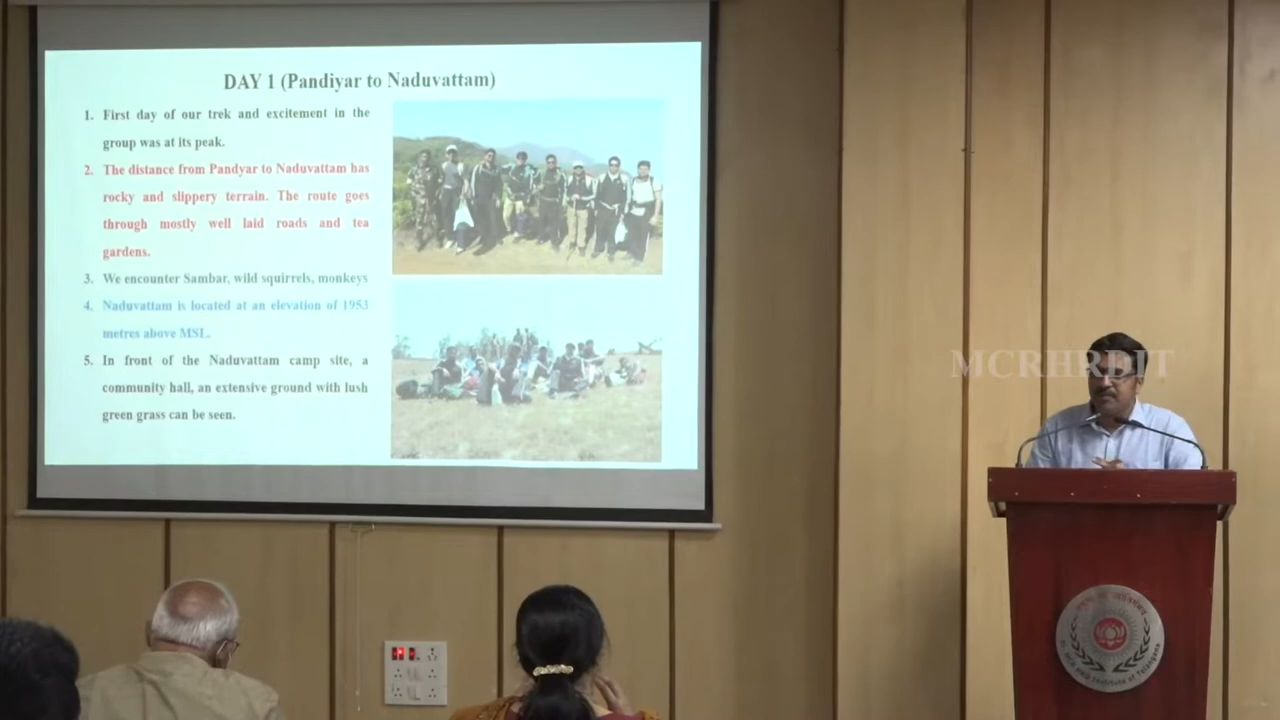 DAY 1 (Pandiyar to Naduvattam)
1. First day of our trek and excitement in the
group was at its peak.
2. The distance from Pandyar to Naduvattam has
rocky and slippery terrain. The route goes
through mostly well laid roads and tea
gardens.
3. We encounter Sambar, wild squirrels, monkeys
4. Naduvattam is located at an elevation of 1953
metres above MSL.
5. In front of the Naduvattam camp site, a
community hall, an extensive ground with lush
green grass can be seen.
MCRHRDIT
Institute of Telangana